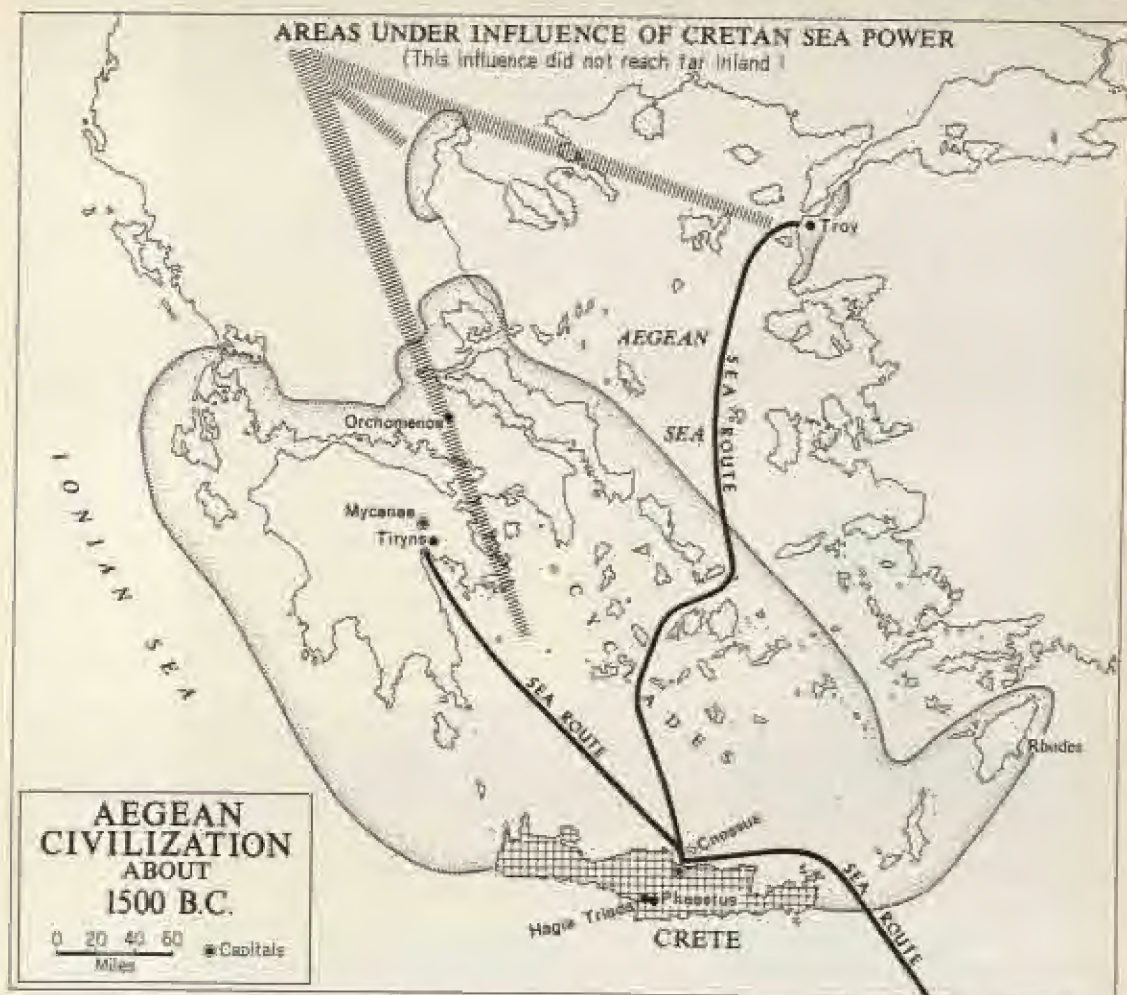 AREAS UNDER INFLUENCE OF CRETAN SEA POWER
(This influence did not reach far inland )
Troy
AEGEAN
SEA
SEA ROUTE
Orchomenos
IONIAN SEA
Mycenae
Tiryns
CYCLADES
SEA ROUTE
Rhodes
AEGEAN
CIVILIZATION
ABOUT
1500 B.C.
0 20 40 60
Miles
Capitals
Cnossus
SEA ROUTE
Phaestus
Hagia Triada
CRETE